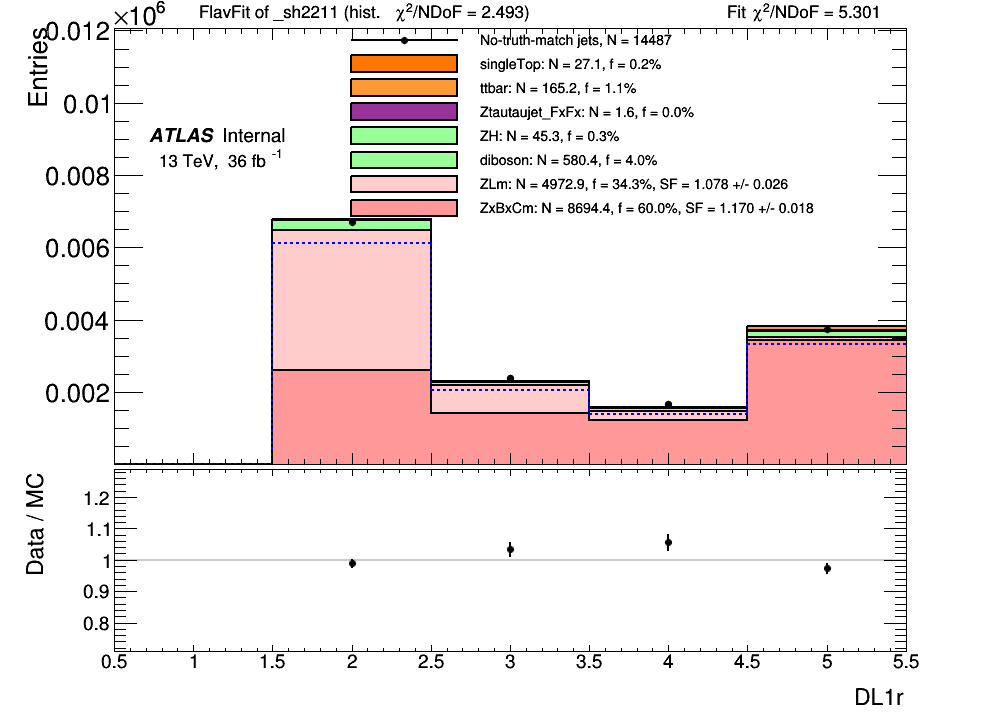 FlavFit of _sh2211 (hist. χ²/NDoF = 2.493) Fit χ²/NDoF = 5.301
×10⁶
Entries
0.012
0.01
0.008
0.006
0.004
0.002
No-truth-match jets, N = 14487
singleTop: N = 27.1, f = 0.2%
ttbar: N = 165.2, f = 1.1%
Ztautaujet_FxFx: N = 1.6, f = 0.0%
ZH: N = 45.3, f = 0.3%
diboson: N = 580.4, f = 4.0%
ZLm: N = 4972.9, f = 34.3%, SF = 1.078 +/- 0.026
ZxBxCm: N = 8694.4, f = 60.0%, SF = 1.170 +/- 0.018
ATLAS Internal
13 TeV, 36 fb⁻¹
Data / MC
1.2
1.1
1
0.9
0.8
0.5 1 1.5 2 2.5 3 3.5 4 4.5 5 5.5
DL1r